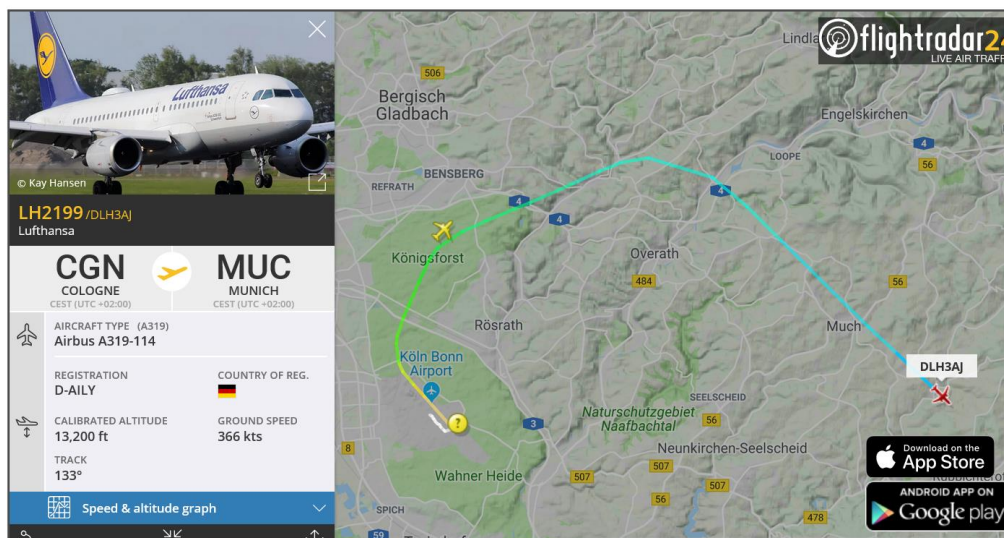 Lufthansa
© Kay Hansen
LH2199 /DLH3AJ
Lufthansa
CGN
COLOGNE
CEST (UTC +02:00)
MUC
MUNICH
CEST (UTC +02:00)
AIRCRAFT TYPE (A319)
Airbus A319-114
REGISTRATION
D-AILY
COUNTRY OF REG.
CALIBRATED ALTITUDE
13,200 ft
GROUND SPEED
366 kts
TRACK
133°
Speed & altitude graph
flightradar24
LIVE AIR TRAFF
506
Bergisch
Gladbach
Engelskirchen
4
56
LOOPE
BENSBERG
REFRATH
4
4
4
Königsforst
Overath
484
56
Rösrath
Much
Köln Bonn
Airport
DLH3AJ
?
3
SEELSCHEID
Naturschutzgebiet
Naafbachtal
56
8
Neunkirchen-Seelscheid
507
Wahner Heide
507
507
56
SPICH
478
59
Download on the
App Store
ANDROID APP ON
Google play